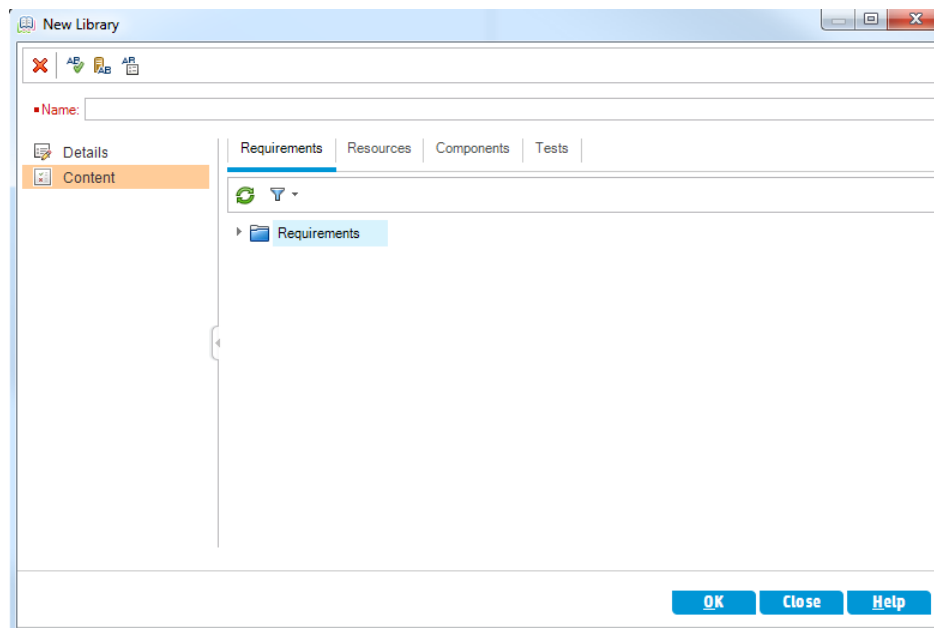 New Library
Name:
Details
Content
Requirements Resources Components Tests
Requirements
OK Close Help